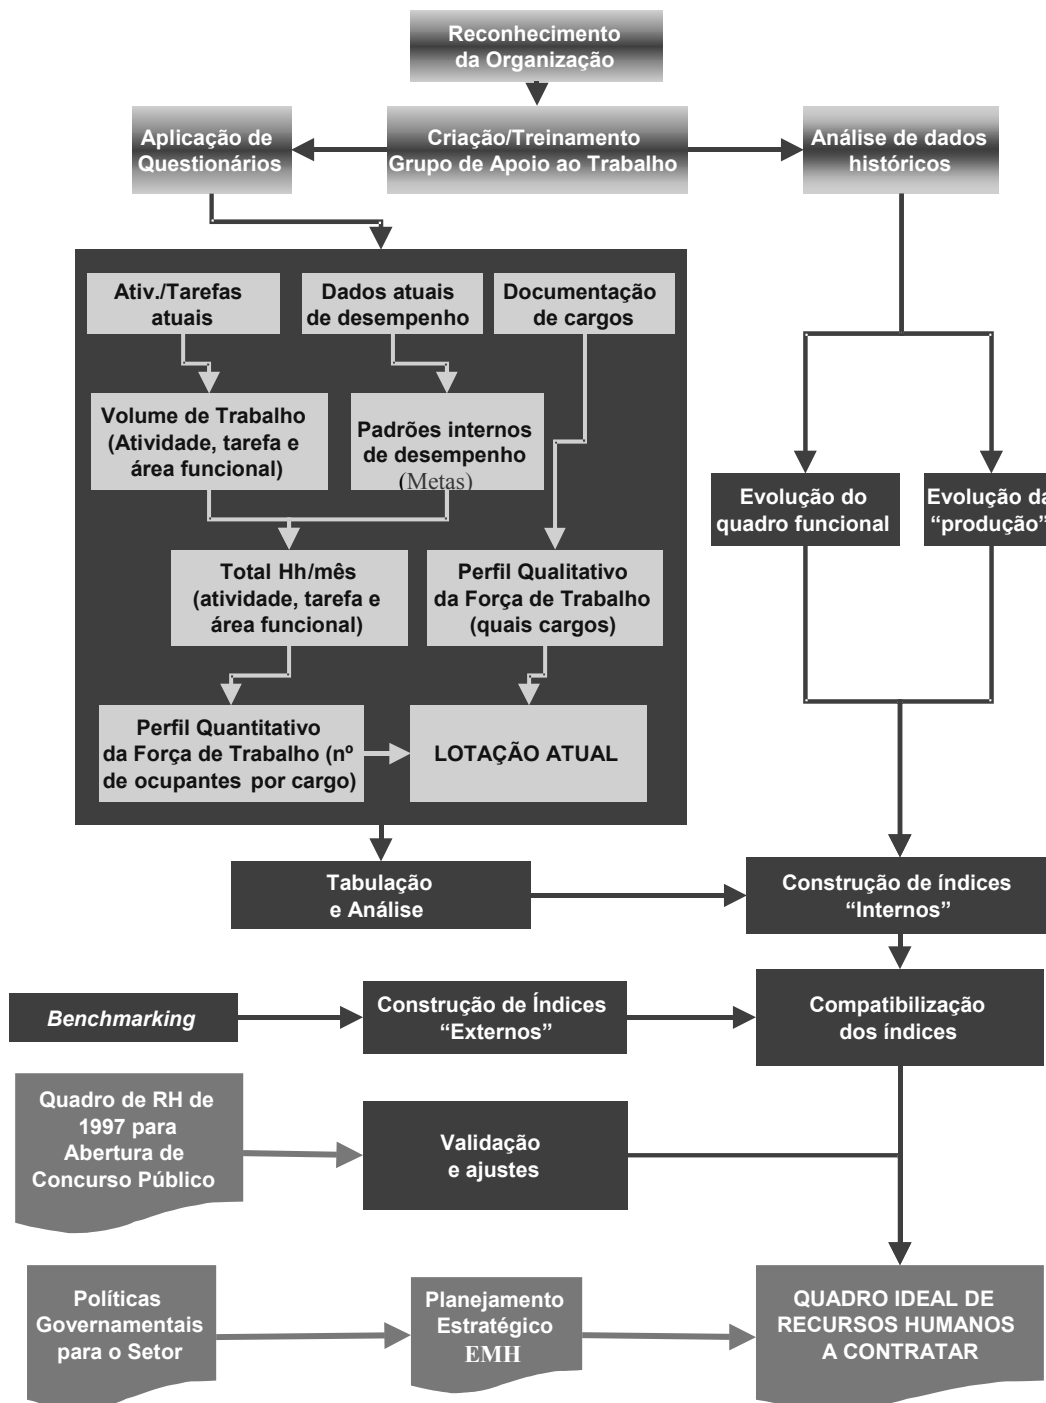 Reconhecimento
da Organização
Aplicação de
Questionários
Criação/Treinamento
Grupo de Apoio ao Trabalho
Análise de dados
históricos
Ativ./Tarefas
atuais
Dados atuais
de desempenho
Documentação
de cargos
Volume de Trabalho
(Atividade, tarefa e
área funcional)
Padrões internos
de desempenho
(Metas)
Evolução do
quadro funcional
Evolução da
“produção”
Total Hh/mês
(atividade, tarefa e
área funcional)
Perfil Qualitativo
da Força de Trabalho
(quais cargos)
Perfil Quantitativo
da Força de Trabalho (nº
de ocupantes por cargo)
LOTAÇÃO ATUAL
Tabulação
e Análise
Construção de índices
“Internos”
Benchmarking
Construção de Índices
“Externos”
Compatibilização
dos índices
Quadro de RH de
1997 para
Abertura de
Concurso Público
Validação
e ajustes
Políticas
Governamentais
para o Setor
Planejamento
Estratégico
EMH
QUADRO IDEAL DE
RECURSOS HUMANOS
A CONTRATAR